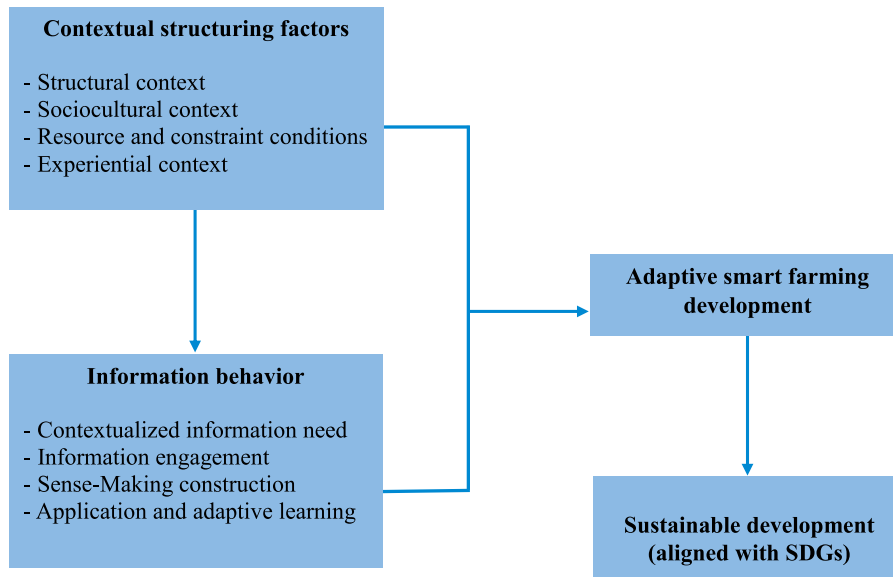 Contextual structuring factors
- Structural context
- Sociocultural context
- Resource and constraint conditions
- Experiential context
Information behavior
- Contextualized information need
- Information engagement
- Sense-Making construction
- Application and adaptive learning
Adaptive smart farming
development
Sustainable development
(aligned with SDGs)